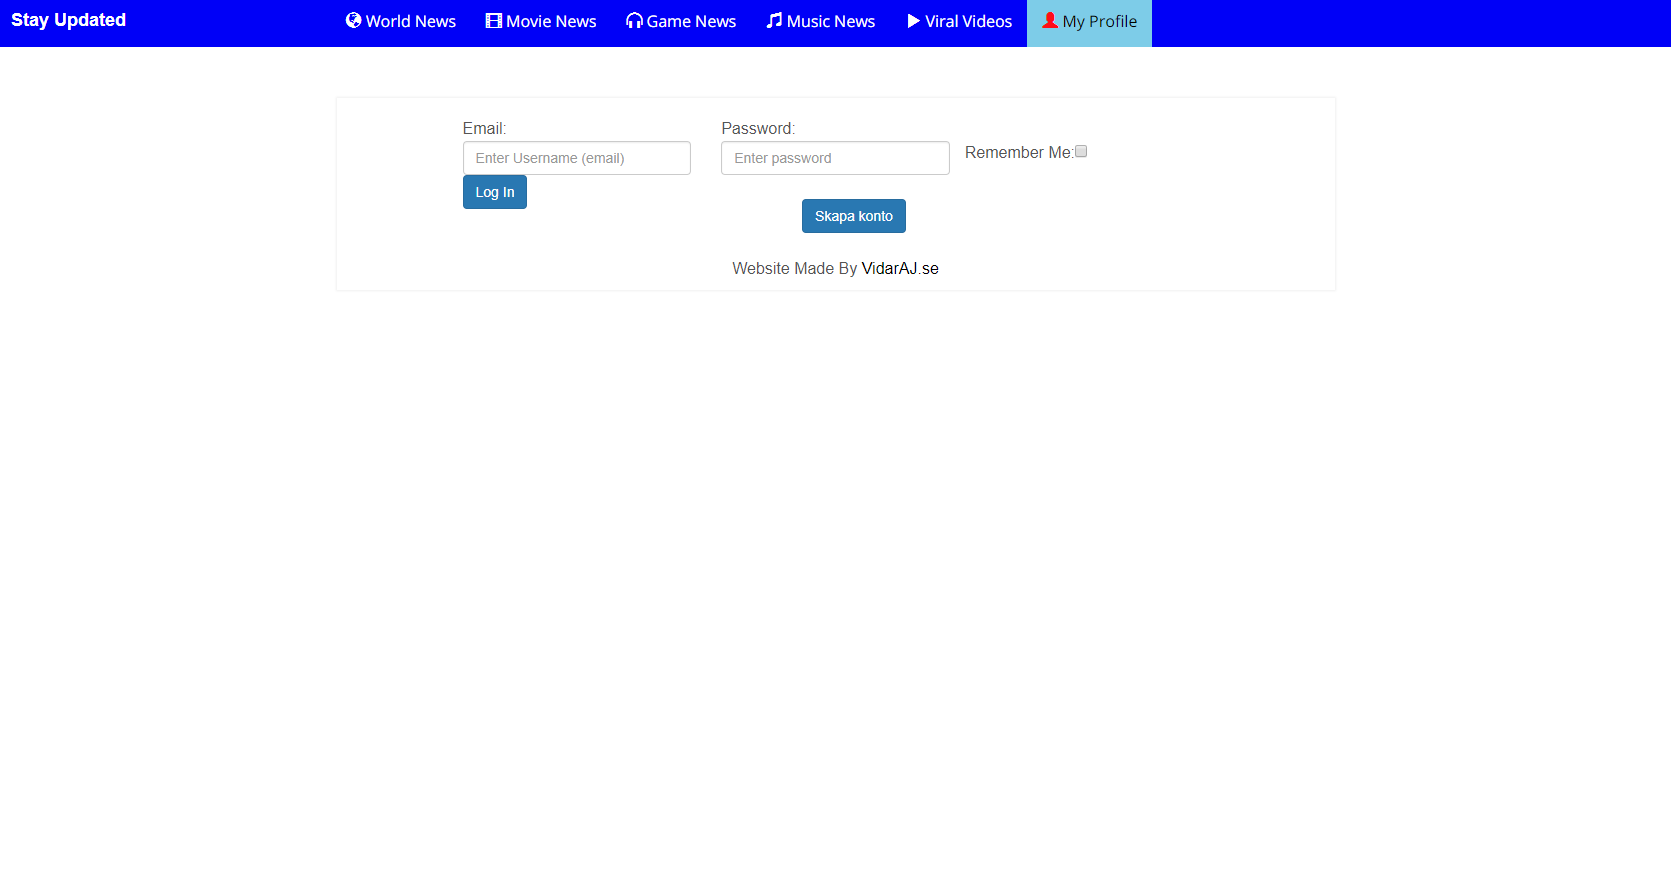 Stay Updated World News Movie News Game News Music News Viral Videos My Profile
Email: Password:
Enter Username (email) Enter password Remember Me:
Log In
Skapa konto
Website Made By VidarAJ.se